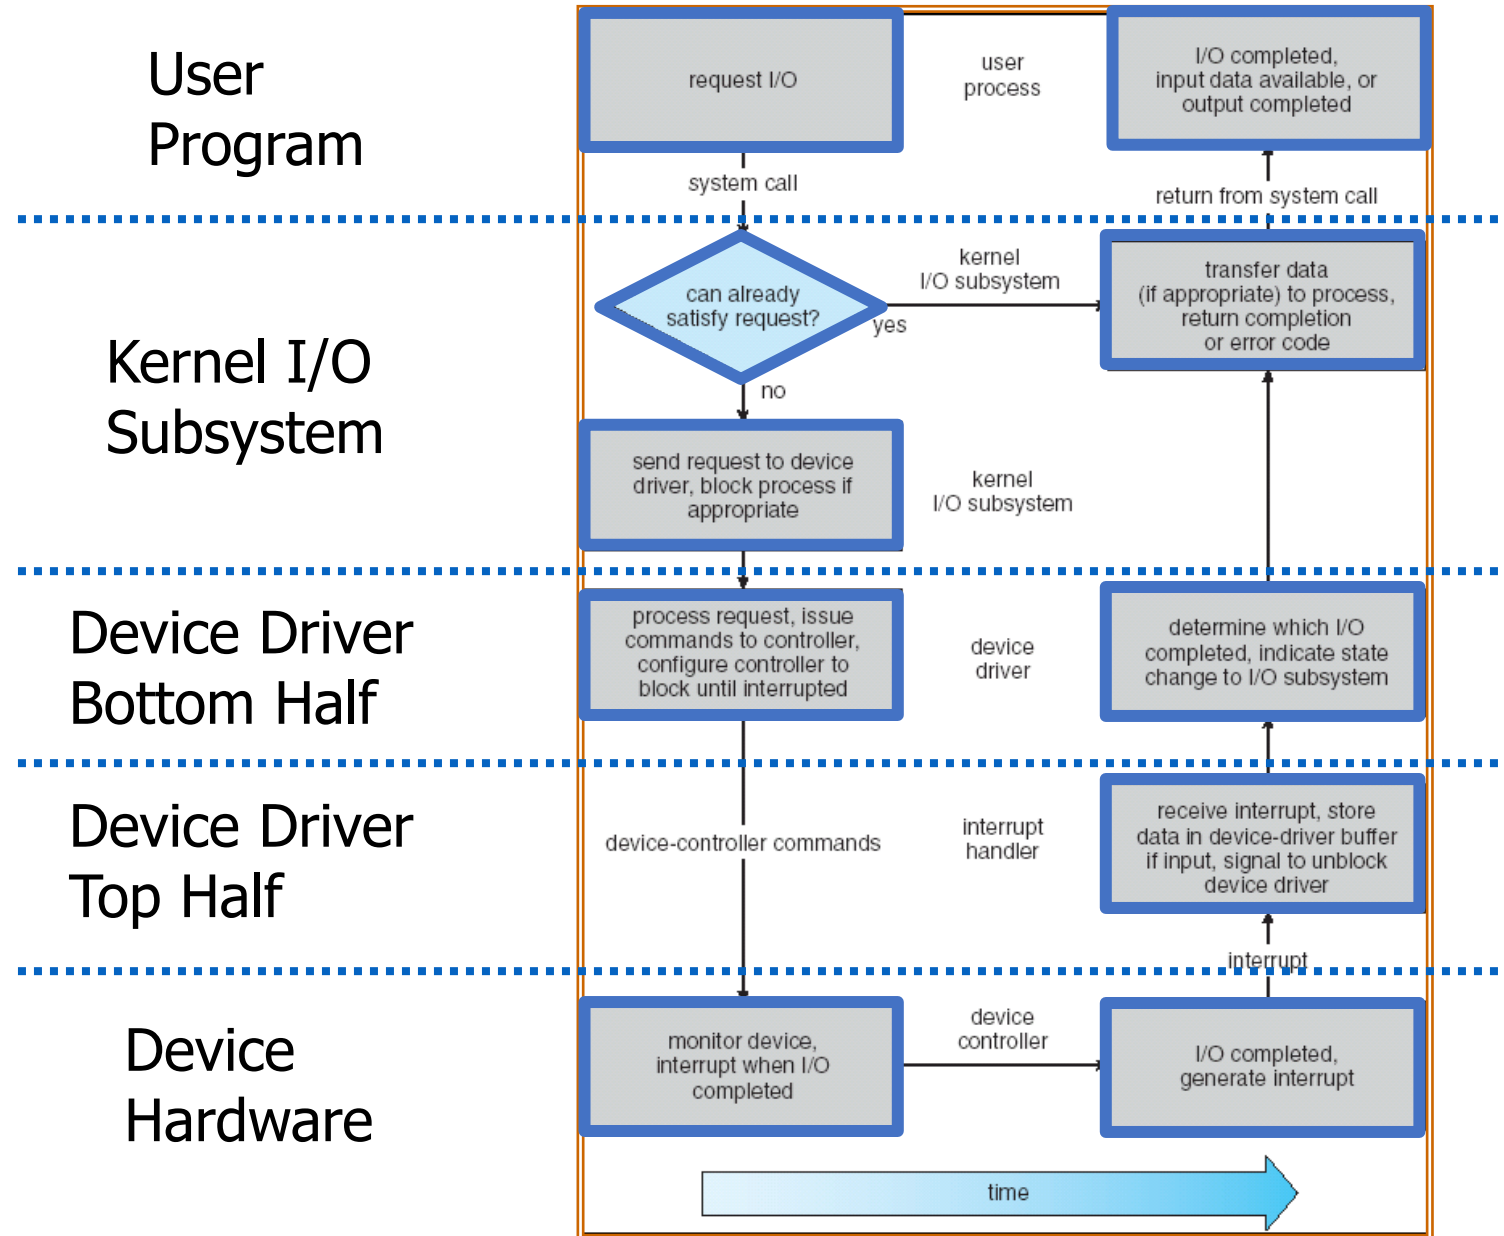 User
Program
request I/O
user
process
I/O completed,
input data available, or
output completed
system call
return from system call
Kernel I/O
Subsystem
can already
satisfy request?
kernel
I/O subsystem
yes
transfer data
(if appropriate) to process,
return completion
or error code
no
send request to device
driver, block process if
appropriate
kernel
I/O subsystem
Device Driver
Bottom Half
process request, issue
commands to controller,
configure controller to
block until interrupted
device
driver
determine which I/O
completed, indicate state
change to I/O subsystem
Device Driver
Top Half
device-controller commands
interrupt
handler
receive interrupt, store
data in device-driver buffer
if input, signal to unblock
device driver
interrupt
Device
Hardware
monitor device,
interrupt when I/O
completed
device
controller
I/O completed,
generate interrupt
time